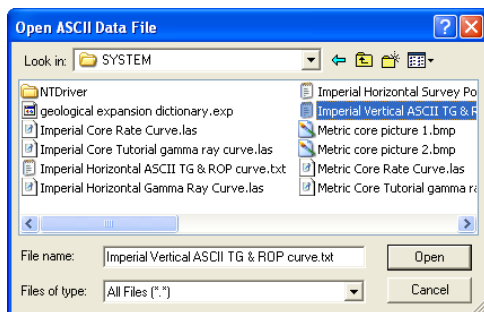 Open ASCII Data File
Look in: SYSTEM
NTDriver
geological expansion dictionary.exp
Imperial Core Rate Curve.las
Imperial Core Tutorial gamma ray curve.las
Imperial Horizontal ASCII TG & ROP curve.txt
Imperial Horizontal Gamma Ray Curve.las
Imperial Horizontal Survey Po
Imperial Vertical ASCII TG & R
Metric core picture 1.bmp
Metric core picture 2.bmp
Metric Core Rate Curve.las
Metric Core Tutorial gamma ra
File name: Imperial Vertical ASCII TG & ROP curve.txt Open
Files of type: All Files (*.*) Cancel